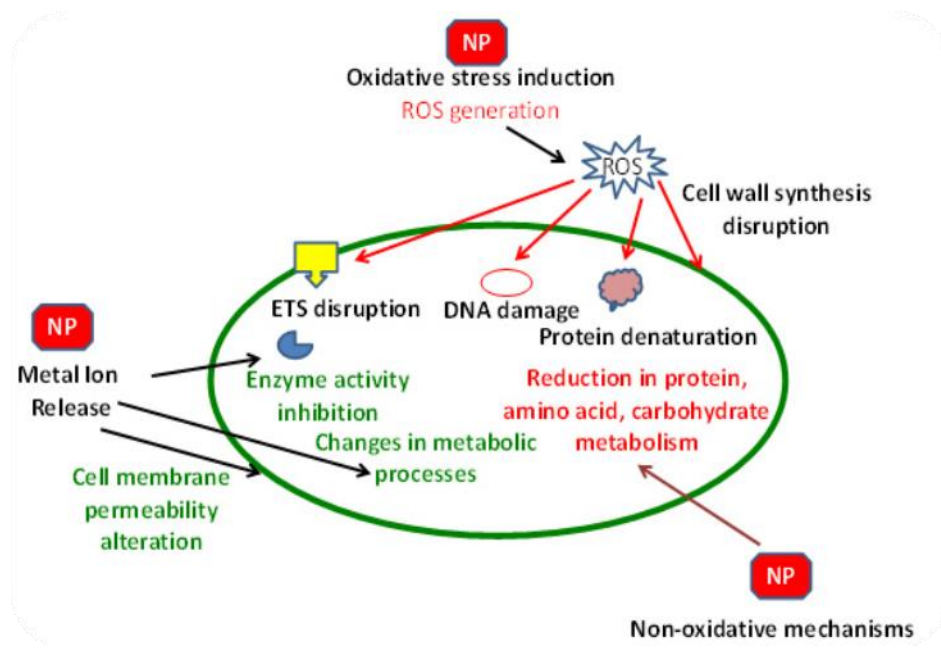 NP
Oxidative stress induction
ROS generation
ROS
Cell wall synthesis
disruption
ETS disruption
DNA damage
Protein denaturation
NP
Metal Ion
Release
Enzyme activity
inhibition
Changes in metabolic
processes
Reduction in protein,
amino acid, carbohydrate
metabolism
Cell membrane
permeability
alteration
NP
Non-oxidative mechanisms